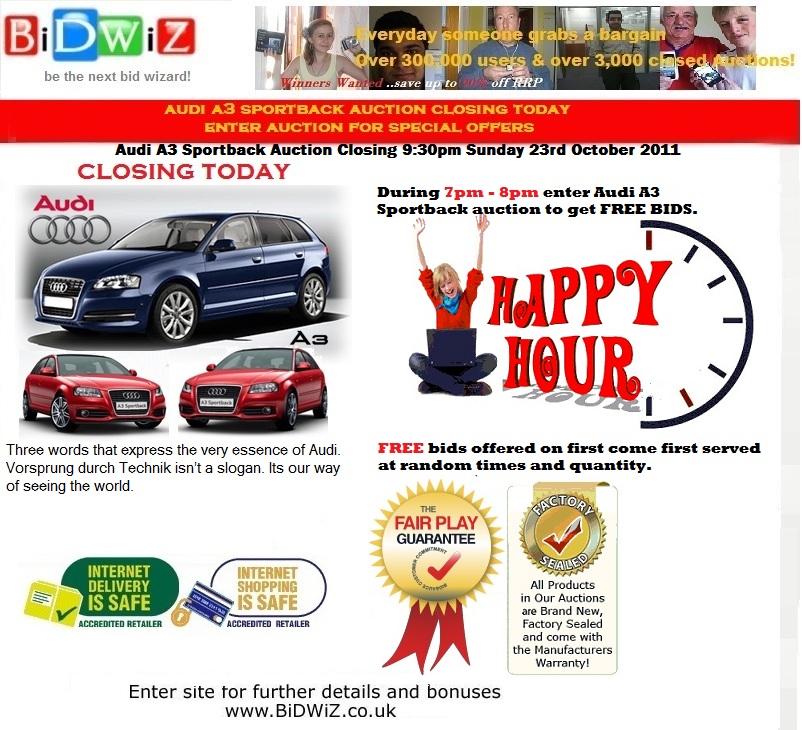 BiDWiZ
be the next bid wizard!
Everyday someone grabs a bargain
Over 300,000 users & over 3,000 closed Auctions!
Winners Wanted ..save up to 90% off RRP
AUDI A3 SPORTBACK AUCTION CLOSING TODAY
ENTER AUCTION FOR SPECIAL OFFERS
Audi A3 Sportback Auction Closing 9:30pm Sunday 23rd October 2011
CLOSING TODAY
Audi
A3
A3 Sportback
A3 Sportback
Three words that express the very essence of Audi.
Vorsprung durch Technik isn't a slogan. Its our way
of seeing the world.
During 7pm - 8pm enter Audi A3
Sportback auction to get FREE BIDS.
HAPPY
HOUR
FREE bids offered on first come first served
at random times and quantity.
THE
FAIR PLAY
GUARANTEE
CUSTOMER COMMITMENT
FACTORY
SEALED
All Products
in Our Auctions
are Brand New,
Factory Sealed
and come with
the Manufacturers
Warranty!
INTERNET
DELIVERY
IS SAFE
ACCREDITED RETAILER
INTERNET
SHOPPING
IS SAFE
ACCREDITED RETAILER
Enter site for further details and bonuses
www.BiDWiZ.co.uk